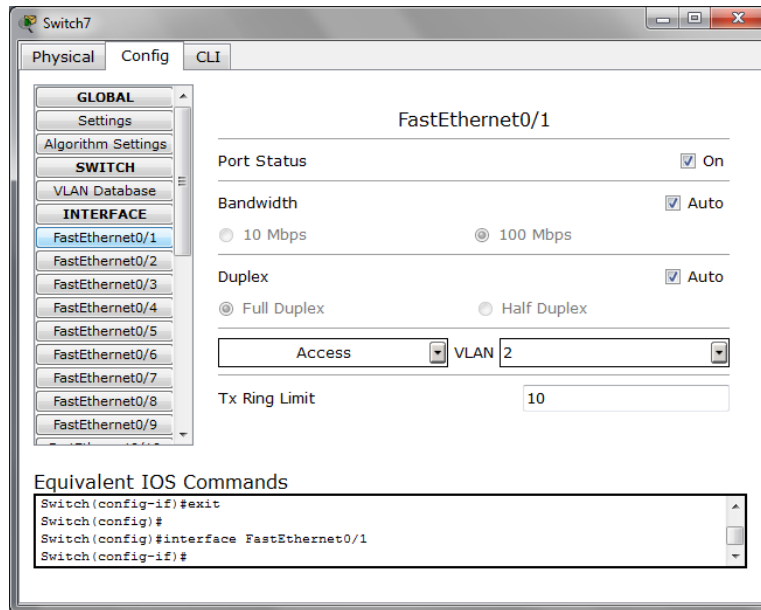 Switch7
Physical Config CLI
GLOBAL
Settings
Algorithm Settings
SWITCH
VLAN Database
INTERFACE
FastEthernet0/1
FastEthernet0/2
FastEthernet0/3
FastEthernet0/4
FastEthernet0/5
FastEthernet0/6
FastEthernet0/7
FastEthernet0/8
FastEthernet0/9
FastEthernet0/1
Port Status On
Bandwidth Auto
10 Mbps 100 Mbps
Duplex Auto
Full Duplex Half Duplex
Access VLAN 2
Tx Ring Limit 10
Equivalent IOS Commands
Switch(config-if)#exit
Switch(config)#
Switch(config)#interface FastEthernet0/1
Switch(config-if)#